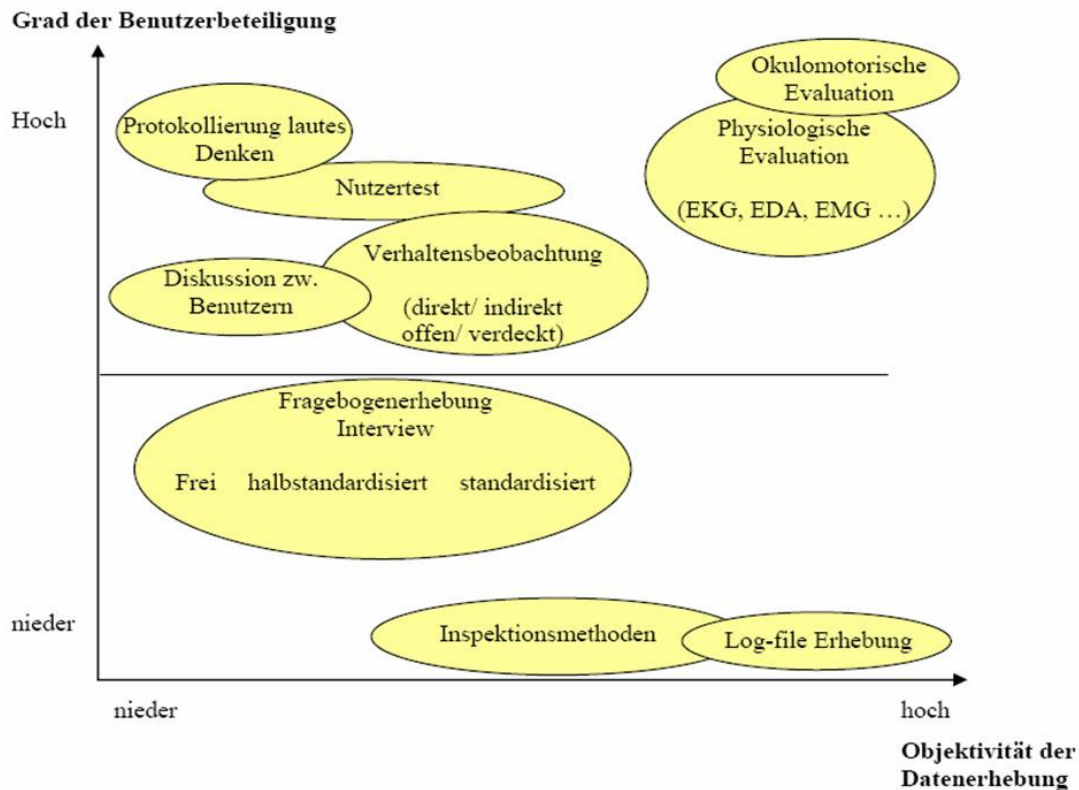 Grad der Benutzerbeteiligung
Hoch
Okulomotorische
Evaluation
Protokollierung lautes
Denken
Physiologische
Evaluation
(EKG, EDA, EMG …)
Nutzertest
Verhaltensbeobachtung
(direkt/ indirekt
offen/ verdeckt)
Diskussion zw.
Benutzern
Fragebogenerhebung
Interview
Frei halbstandardisiert standardisiert
nieder
Inspektionsmethoden
Log-file Erhebung
nieder
hoch
Objektivität der
Datenerhebung